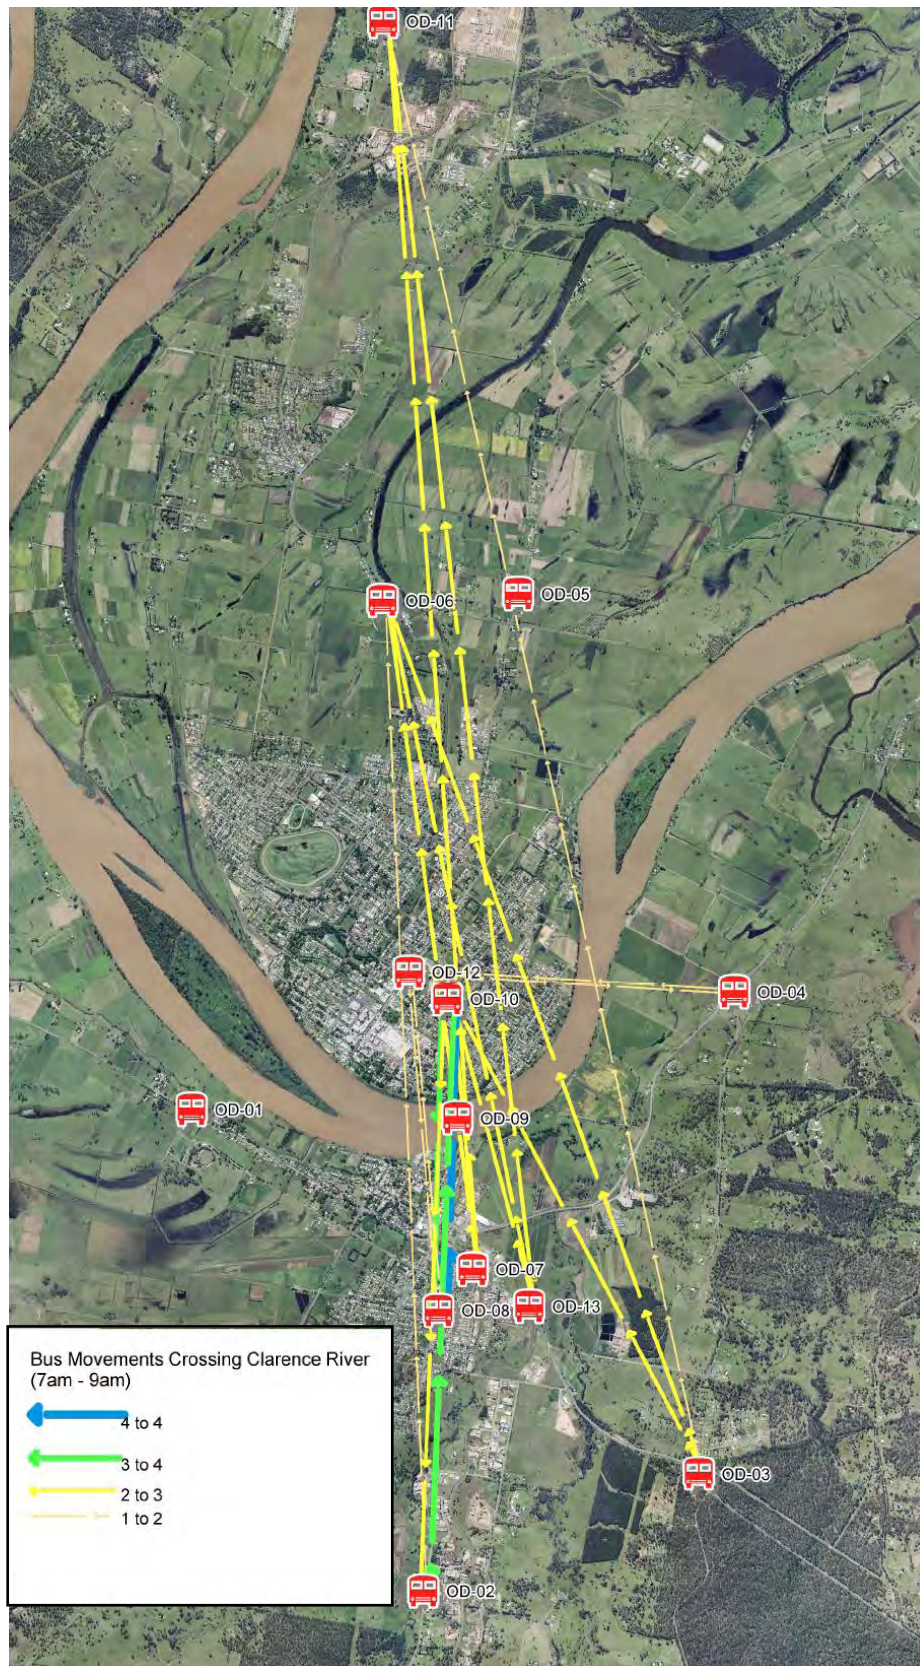 OD-11
OD-06
OD-05
OD-12
OD-10
OD-04
OD-01
OD-09
OD-07
OD-08
OD-13
Bus Movements Crossing Clarence River
(7am - 9am)
4 to 4
3 to 4
2 to 3
1 to 2
OD-03
OD-02